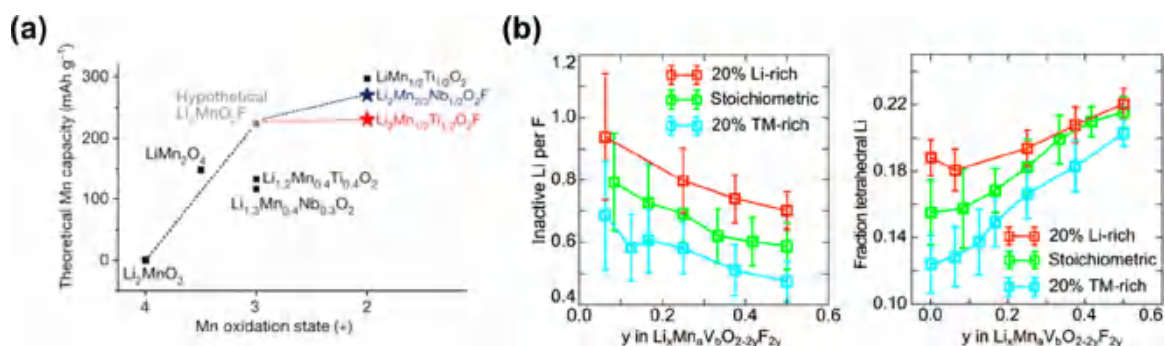 (a)
Theoretical Mn capacity (mAh g⁻¹)
300
200
100
0
4
3
2
Mn oxidation state (+)
Hypothetical
Li₂MnO₂F
LiMn₁/₂Ti₁/₂O₂
Li₂Mn₂/₃Nb₁/₃O₂F
Li₂Mn₁/₂Ti₁/₂O₂F
LiMn₂O₄
Li₁.₂Mn₀.₄Ti₀.₄O₂
Li₁.₃Mn₀.₄Nb₀.₃O₂
Li₂MnO₃
(b)
Inactive Li per F
1.2
1.0
0.8
0.6
0.4
0.0
0.2
0.4
0.6
20% Li-rich
Stoichiometric
20% TM-rich
y in LiₓMnₐV_bO₂₋₂yF₂y
Fraction tetrahedral Li
0.22
0.18
0.14
0.10
0.0
0.2
0.4
0.6
20% Li-rich
Stoichiometric
20% TM-rich
y in LiₓMnₐV_bO₂₋₂yF₂y